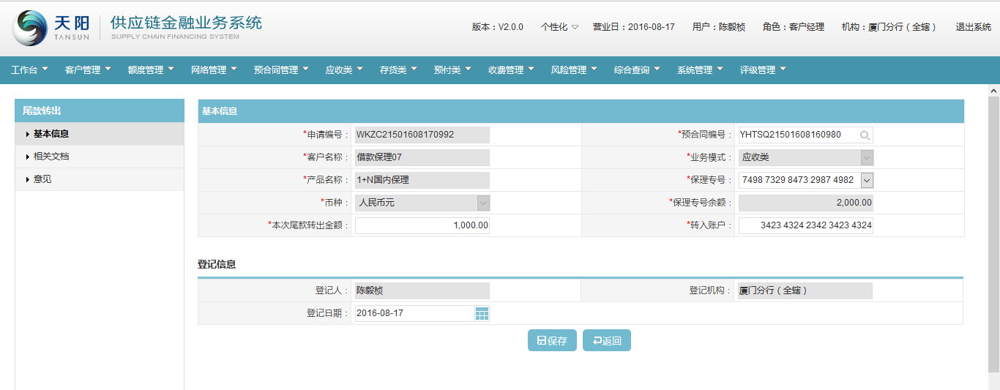 天阳
TANSUN
供应链金融业务系统
SUPPLY CHAIN FINANCING SYSTEM
版本：V2.0.0 个性化 营业日：2016-08-17 用户：陈毅桢 角色：客户经理 机构：厦门分行（全辖） 退出系统
工作台 客户管理 额度管理 网络管理 预合同管理 应收类 存货类 预付类 收费管理 风险管理 综合查询 系统管理 评级管理
尾款转出
基本信息
相关文档
意见
基本信息
*申请编号： WKZC21501608170992 *预合同编号： YHTSQ21501608160980
*客户名称： 借款保理07 *业务模式： 应收类
*产品名称： 1+N国内保理 *保理专号： 7498 7329 8473 2987 4982
*币种： 人民币元 *保理专号余额： 2,000.00
*本次尾款转出金额： 1,000.00 *转入账户： 3423 4324 2342 3423 4324
登记信息
登记人： 陈毅桢 登记机构： 厦门分行（全辖）
登记日期： 2016-08-17
保存 返回